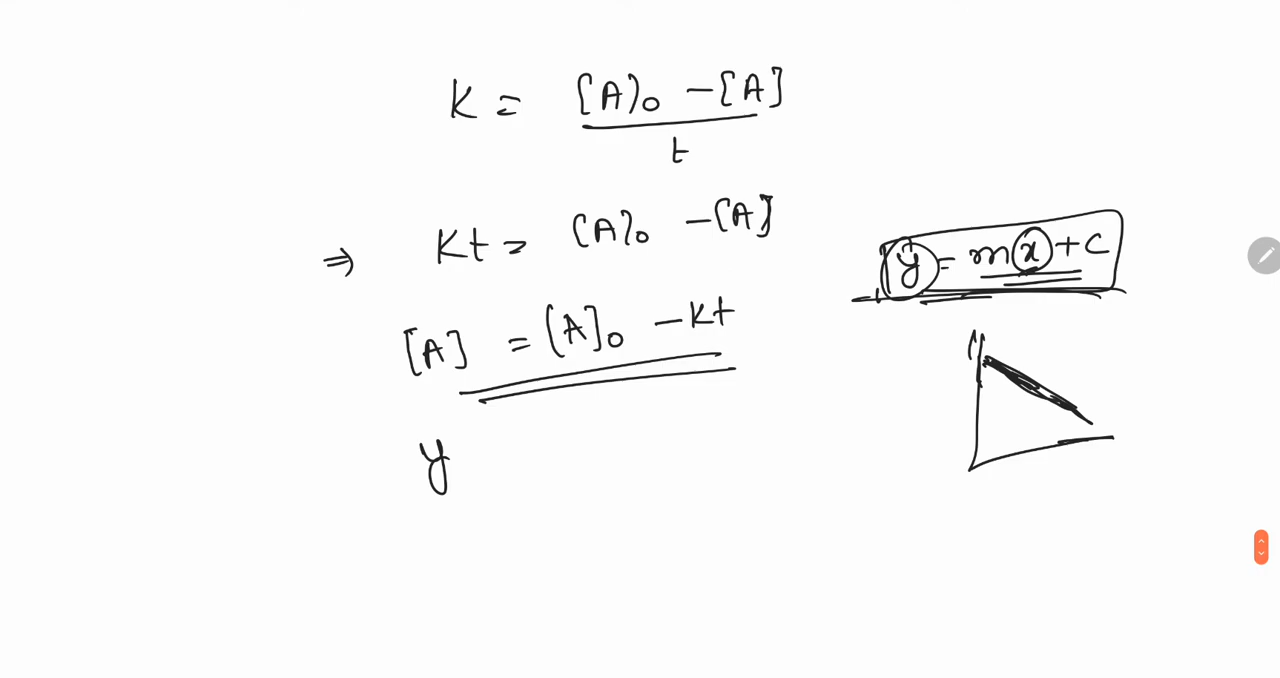 K = [A]₀ - [A] / t
⇒ Kt = [A]₀ - [A]
y = mx + c
[A] = [A]₀ - Kt
y